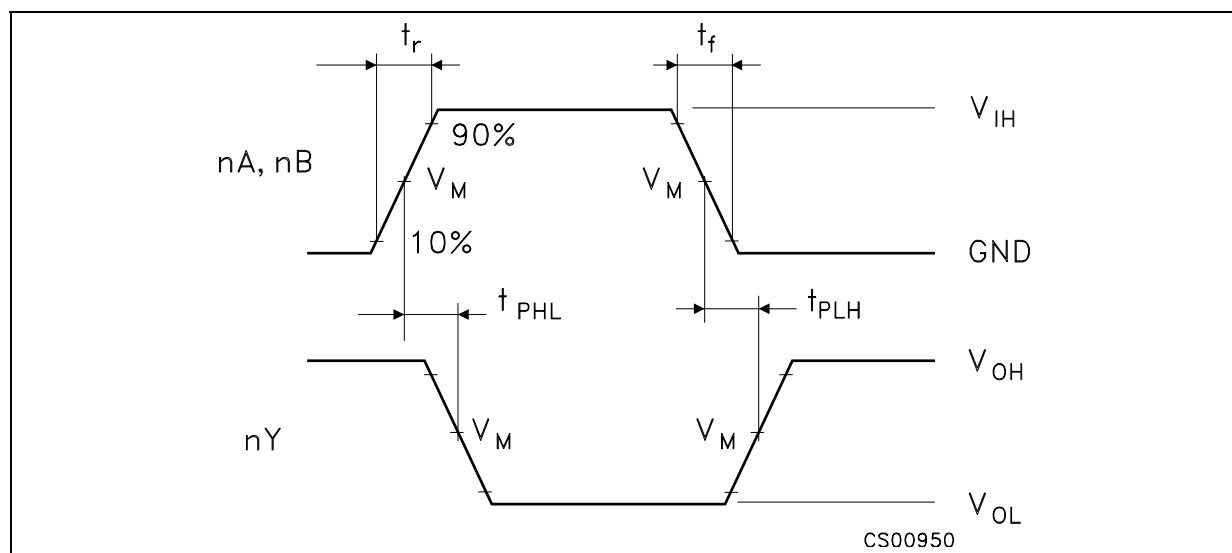 tr tf
VIH
90%
nA, nB
VM VM
10%
GND
tPHL tPLH
VOH
nY
VM VM
VOL
CS00950